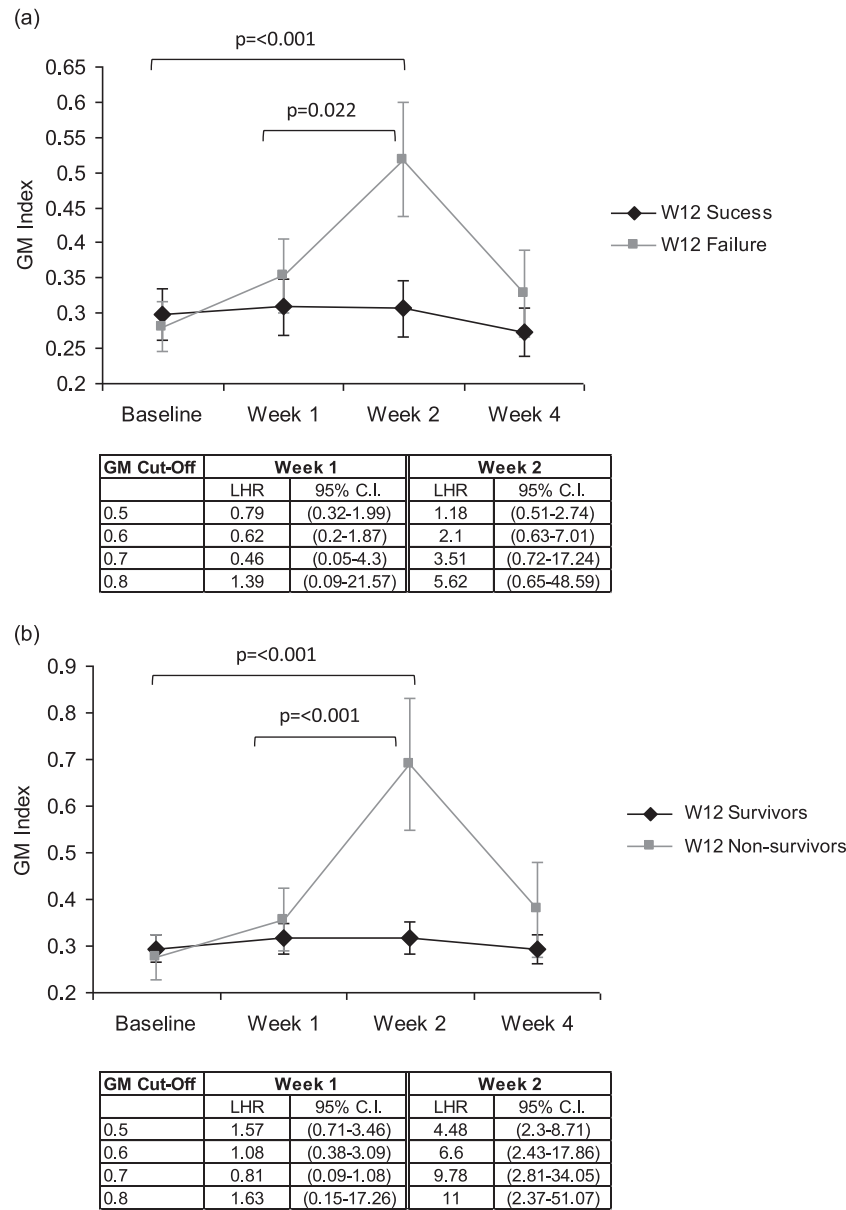 (a)
p=<0.001
p=0.022
0.65
0.6
0.55
0.5
0.45
0.4
0.35
0.3
0.25
0.2
GM Index
W12 Sucess
W12 Failure
Baseline Week 1 Week 2 Week 4
GM Cut-Off Week 1 Week 2
LHR 95% C.I. LHR 95% C.I.
0.5 0.79 (0.32-1.99) 1.18 (0.51-2.74)
0.6 0.62 (0.2-1.87) 2.1 (0.63-7.01)
0.7 0.46 (0.05-4.3) 3.51 (0.72-17.24)
0.8 1.39 (0.09-21.57) 5.62 (0.65-48.59)
(b)
p=<0.001
p=<0.001
0.9
0.8
0.7
0.6
0.5
0.4
0.3
0.2
GM Index
W12 Survivors
W12 Non-survivors
Baseline Week 1 Week 2 Week 4
GM Cut-Off Week 1 Week 2
LHR 95% C.I. LHR 95% C.I.
0.5 1.57 (0.71-3.46) 4.48 (2.3-8.71)
0.6 1.08 (0.38-3.09) 6.6 (2.43-17.86)
0.7 0.81 (0.09-1.08) 9.78 (2.81-34.05)
0.8 1.63 (0.15-17.26) 11 (2.37-51.07)